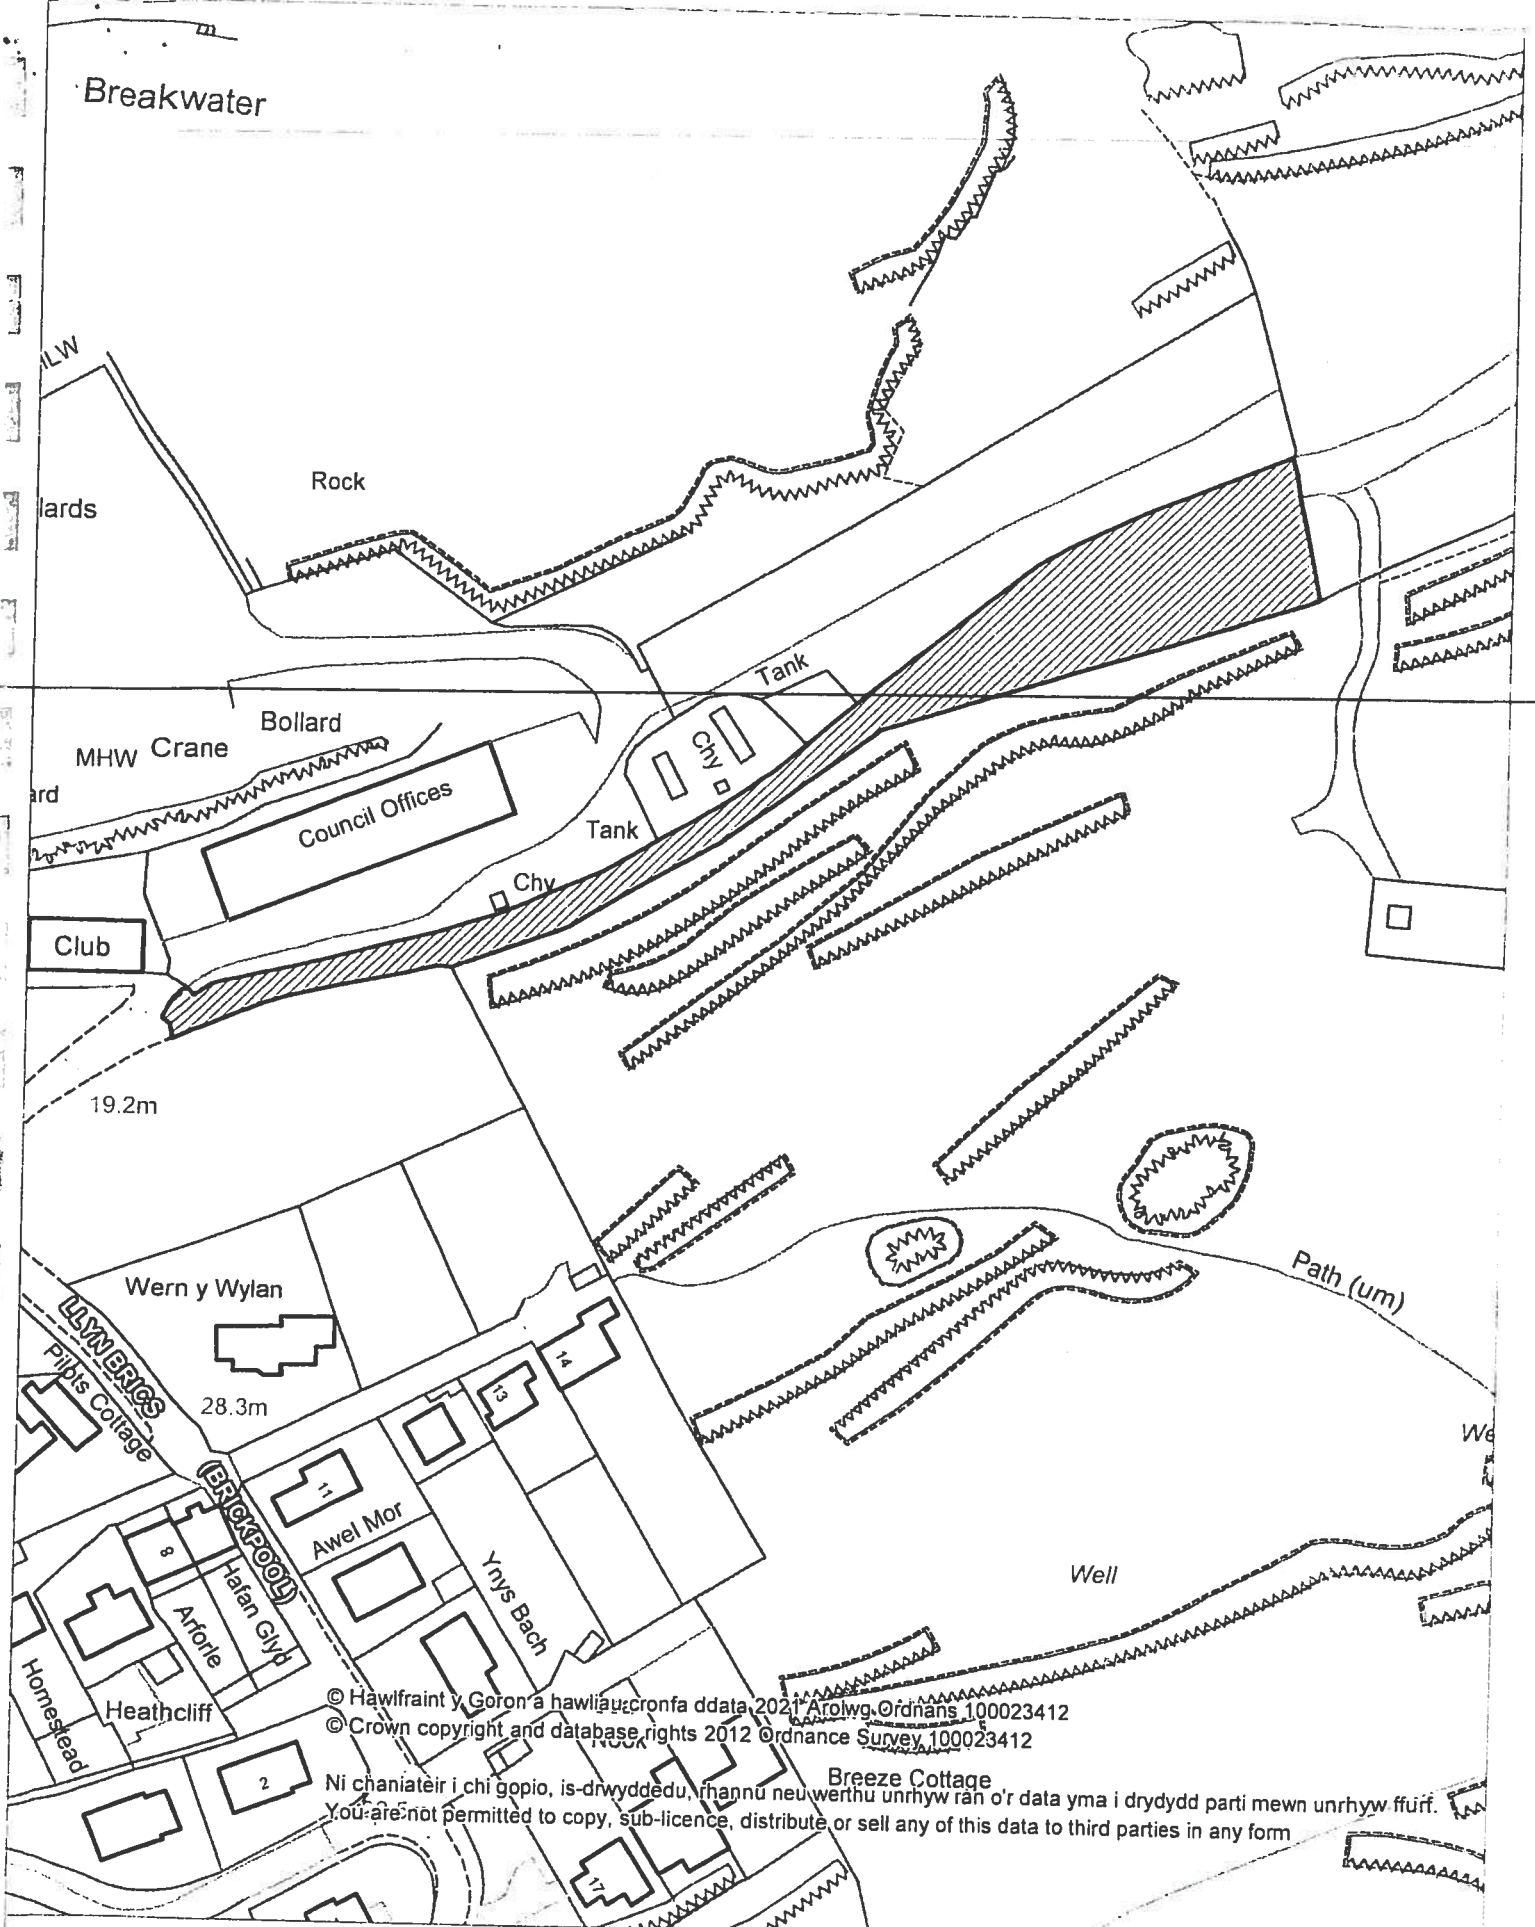 Breakwater
Rock
lards
Tank
Bollard
MHW
Crane
ard
Chy
Council Offices
Tank
Chy
Club
19.2m
Path (um)
Wern y Wylan
LLYN BRICS
Pilots Cottage
14
13
28.3m
11
(BRICKPOOL)
Awel Mor
8
Hafan Glyd
Ynys Bach
Well
Arforle
Homestead
Heathcliff
© Hawlfraint y Goron a hawliau cronfa ddata 2021 Arolwg Ordnans 100023412
© Crown copyright and database rights 2012 Ordnance Survey 100023412
2
Breeze Cottage
Ni chaniateir i chi gopio, is-drwyddedu, rhannu neu werthu unrhyw ran o'r data yma i drydydd parti mewn unrhyw ffurf.
You are not permitted to copy, sub-licence, distribute or sell any of this data to third parties in any form
17